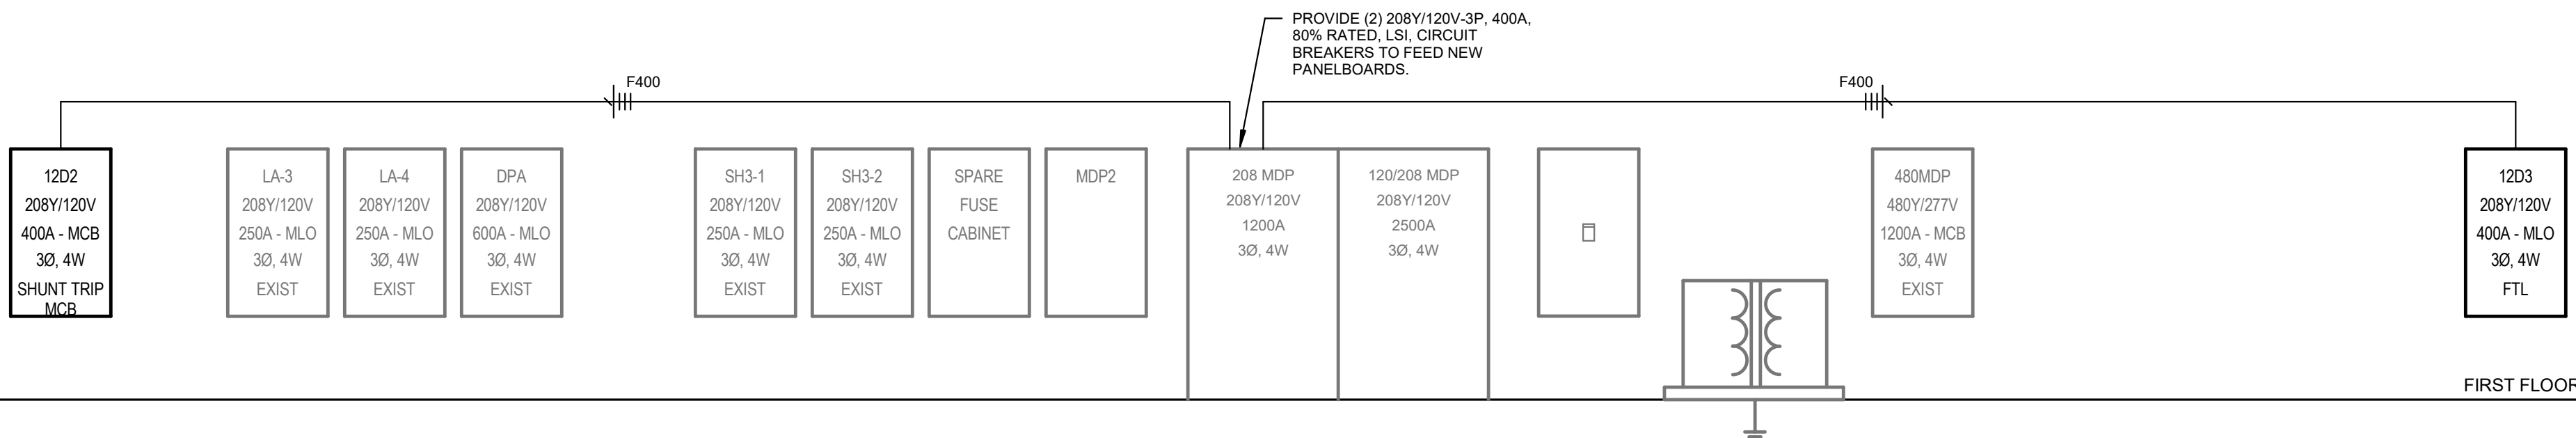 PROVIDE (2) 208Y/120V-3P, 400A,
80% RATED, LSI, CIRCUIT
BREAKERS TO FEED NEW
PANELBOARDS.
F400
F400
12D2
208Y/120V
400A - MCB
3Ø, 4W
SHUNT TRIP
MCB
LA-3
208Y/120V
250A - MLO
3Ø, 4W
EXIST
LA-4
208Y/120V
250A - MLO
3Ø, 4W
EXIST
DPA
208Y/120V
600A - MLO
3Ø, 4W
EXIST
SH3-1
208Y/120V
250A - MLO
3Ø, 4W
EXIST
SH3-2
208Y/120V
250A - MLO
3Ø, 4W
EXIST
SPARE
FUSE
CABINET
MDP2
208 MDP
208Y/120V
1200A
3Ø, 4W
120/208 MDP
208Y/120V
2500A
3Ø, 4W
480MDP
480Y/277V
1200A - MCB
3Ø, 4W
EXIST
12D3
208Y/120V
400A - MLO
3Ø, 4W
FTL
FIRST FLOOR